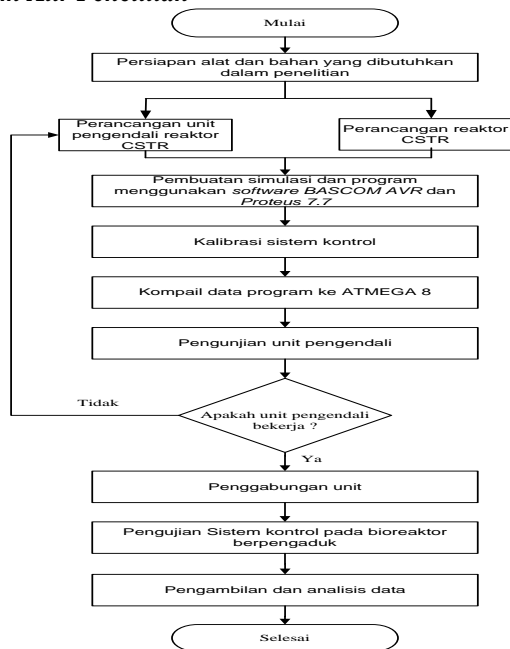 Mulai
Persiapan alat dan bahan yang dibutuhkan
dalam penelitian
Perancangan unit
pengendali reaktor
CSTR
Perancangan reaktor
CSTR
Pembuatan simulasi dan program
menggunakan software BASCOM AVR dan
Proteus 7.7
Kalibrasi sistem kontrol
Kompail data program ke ATMEGA 8
Pengunjian unit pengendali
Tidak
Apakah unit pengendali
bekerja ?
Ya
Penggabungan unit
Pengujian Sistem kontrol pada bioreaktor
berpengaduk
Pengambilan dan analisis data
Selesai